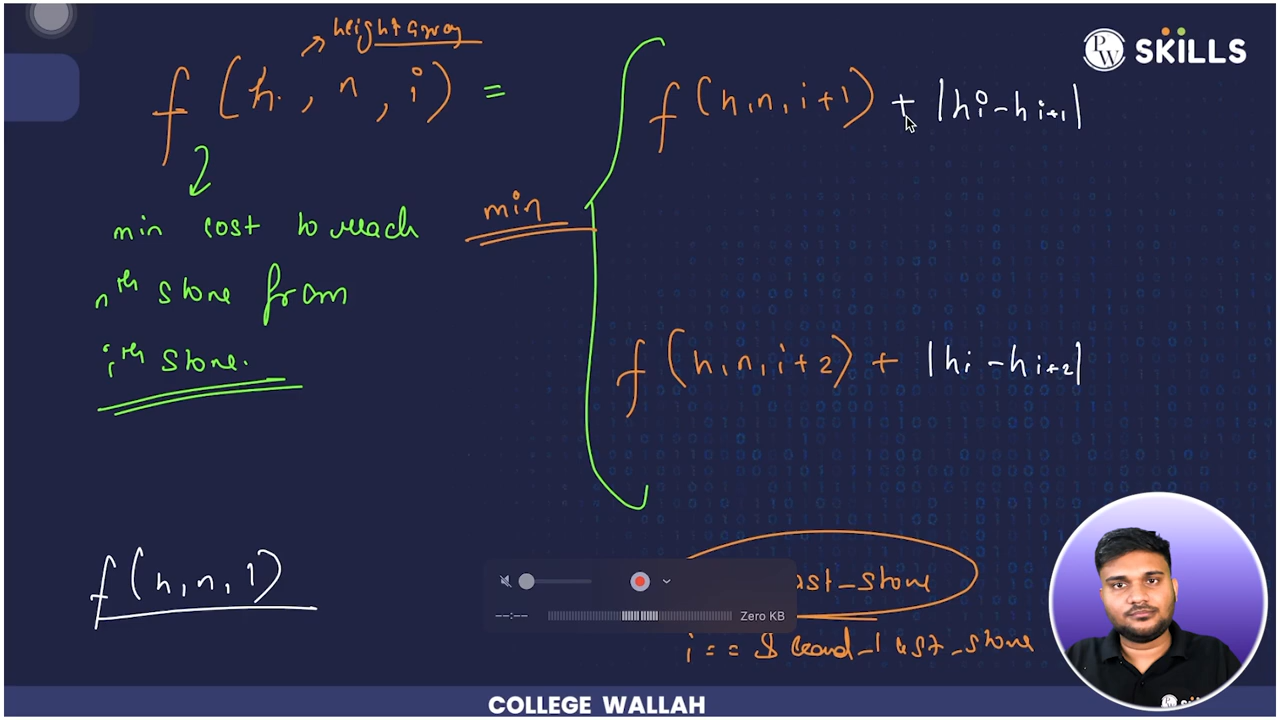 height array
PW SKILLS
f (h, n, i) =
f (h, n, i+1) + |hi - hi+1|
min
min cost to reach
nth stone from
ith stone.
f (h, n, i+2) + |hi - hi+2|
f (h, n, 1)
ast_stone
--:-- Zero KB
i == second_last_stone
COLLEGE WALLAH